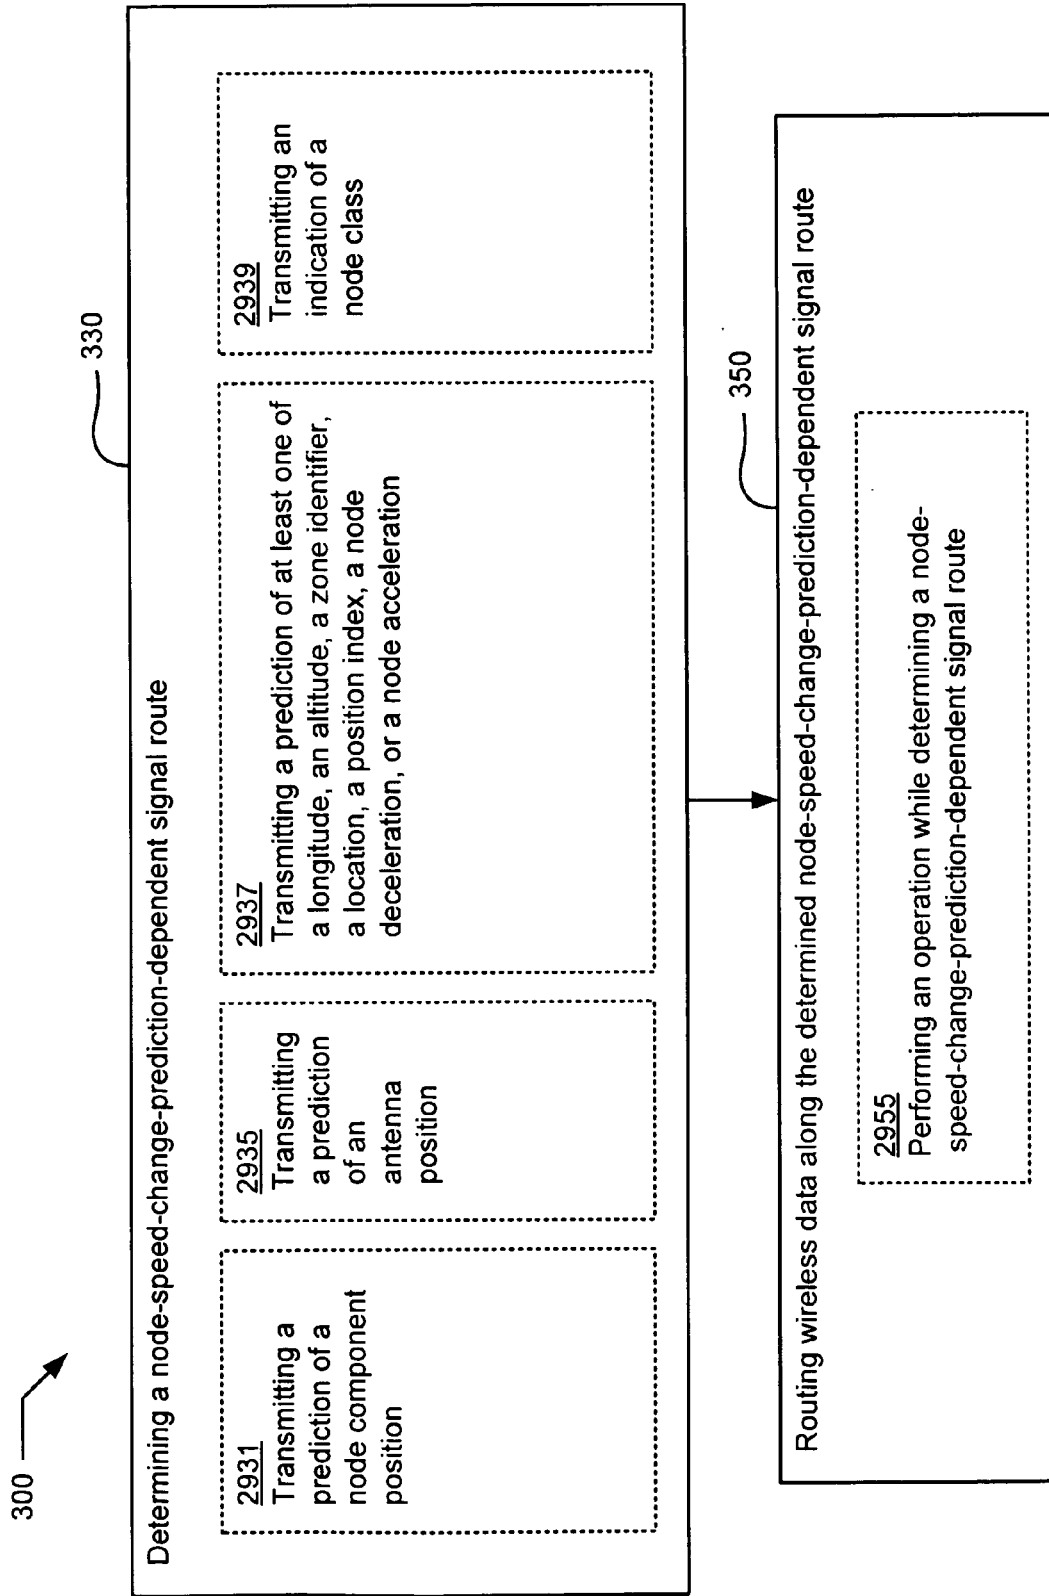 300
330
Determining a node-speed-change-prediction-dependent signal route
2931
Transmitting a
prediction of a
node component
position
2935
Transmitting
a prediction
of an
antenna
position
2937
Transmitting a prediction of at least one of
a longitude, an altitude, a zone identifier,
a location, a position index, a node
deceleration, or a node acceleration
2939
Transmitting an
indication of a
node class
350
Routing wireless data along the determined node-speed-change-prediction-dependent signal route
2955
Performing an operation while determining a node-
speed-change-prediction-dependent signal route